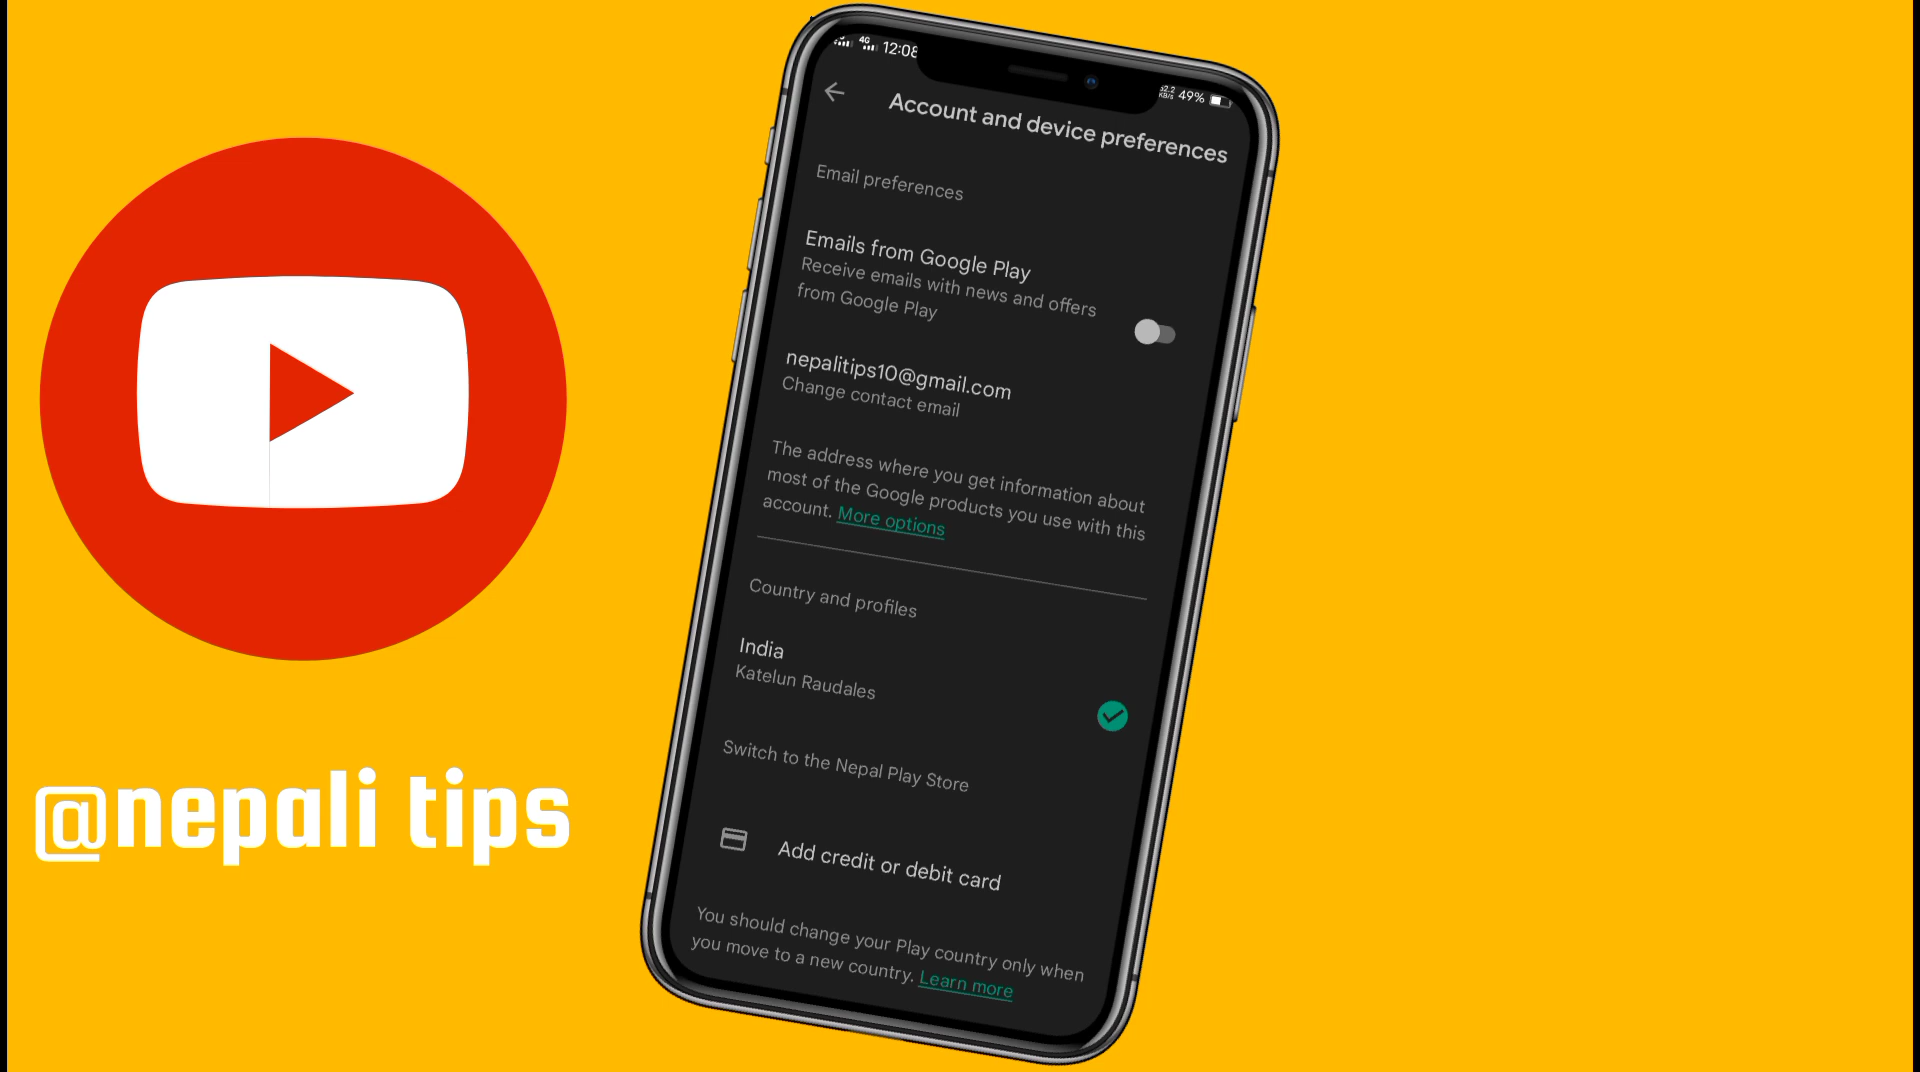 4G 12:08
49%
Account and device preferences
Email preferences
Emails from Google Play
Receive emails with news and offers
from Google Play
nepalitips10@gmail.com
Change contact email
The address where you get information about
most of the Google products you use with this
account. More options
Country and profiles
India
Katelun Raudales
Switch to the Nepal Play Store
Add credit or debit card
You should change your Play country only when
you move to a new country. Learn more
@nepali tips